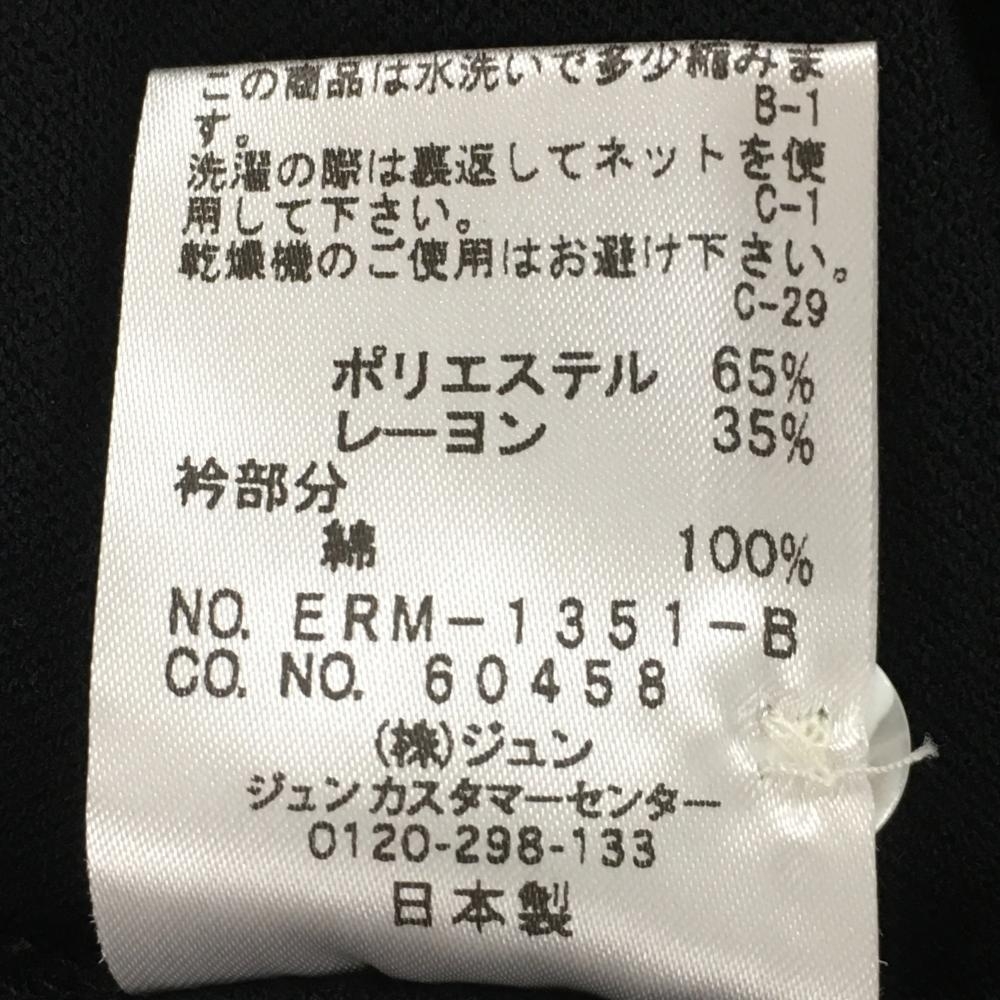 この商品は水洗いで多少縮みま
す。 B-1
洗濯の際は裏返してネットを使
用して下さい。 C-1
乾燥機のご使用はお避け下さい。
C-29
ポリエステル 65%
レーヨン 35%
衿部分
綿 100%
NO. ERM-1351-B
CO. NO. 60458
(株)ジュン
ジュンカスタマーセンター
0120-298-133
日本製